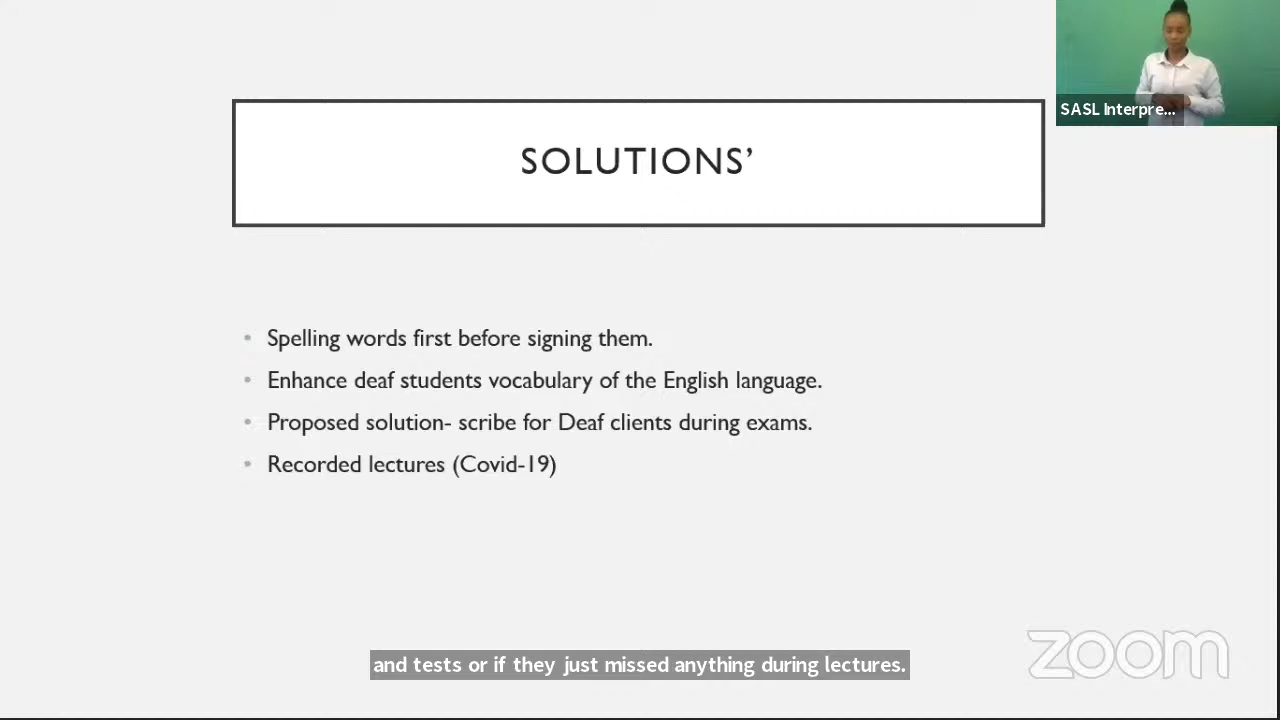 SASL Interpre...
SOLUTIONS’
• Spelling words first before signing them.
• Enhance deaf students vocabulary of the English language.
• Proposed solution- scribe for Deaf clients during exams.
• Recorded lectures (Covid-19)
and tests or if they just missed anything during lectures.
zoom